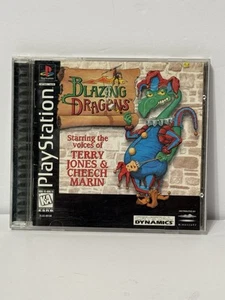 PlayStation
BLAZING
DRAGONS
Starring the
voices of
TERRY
JONES &
CHEECH
MARIN
K-A
DYNAMICS